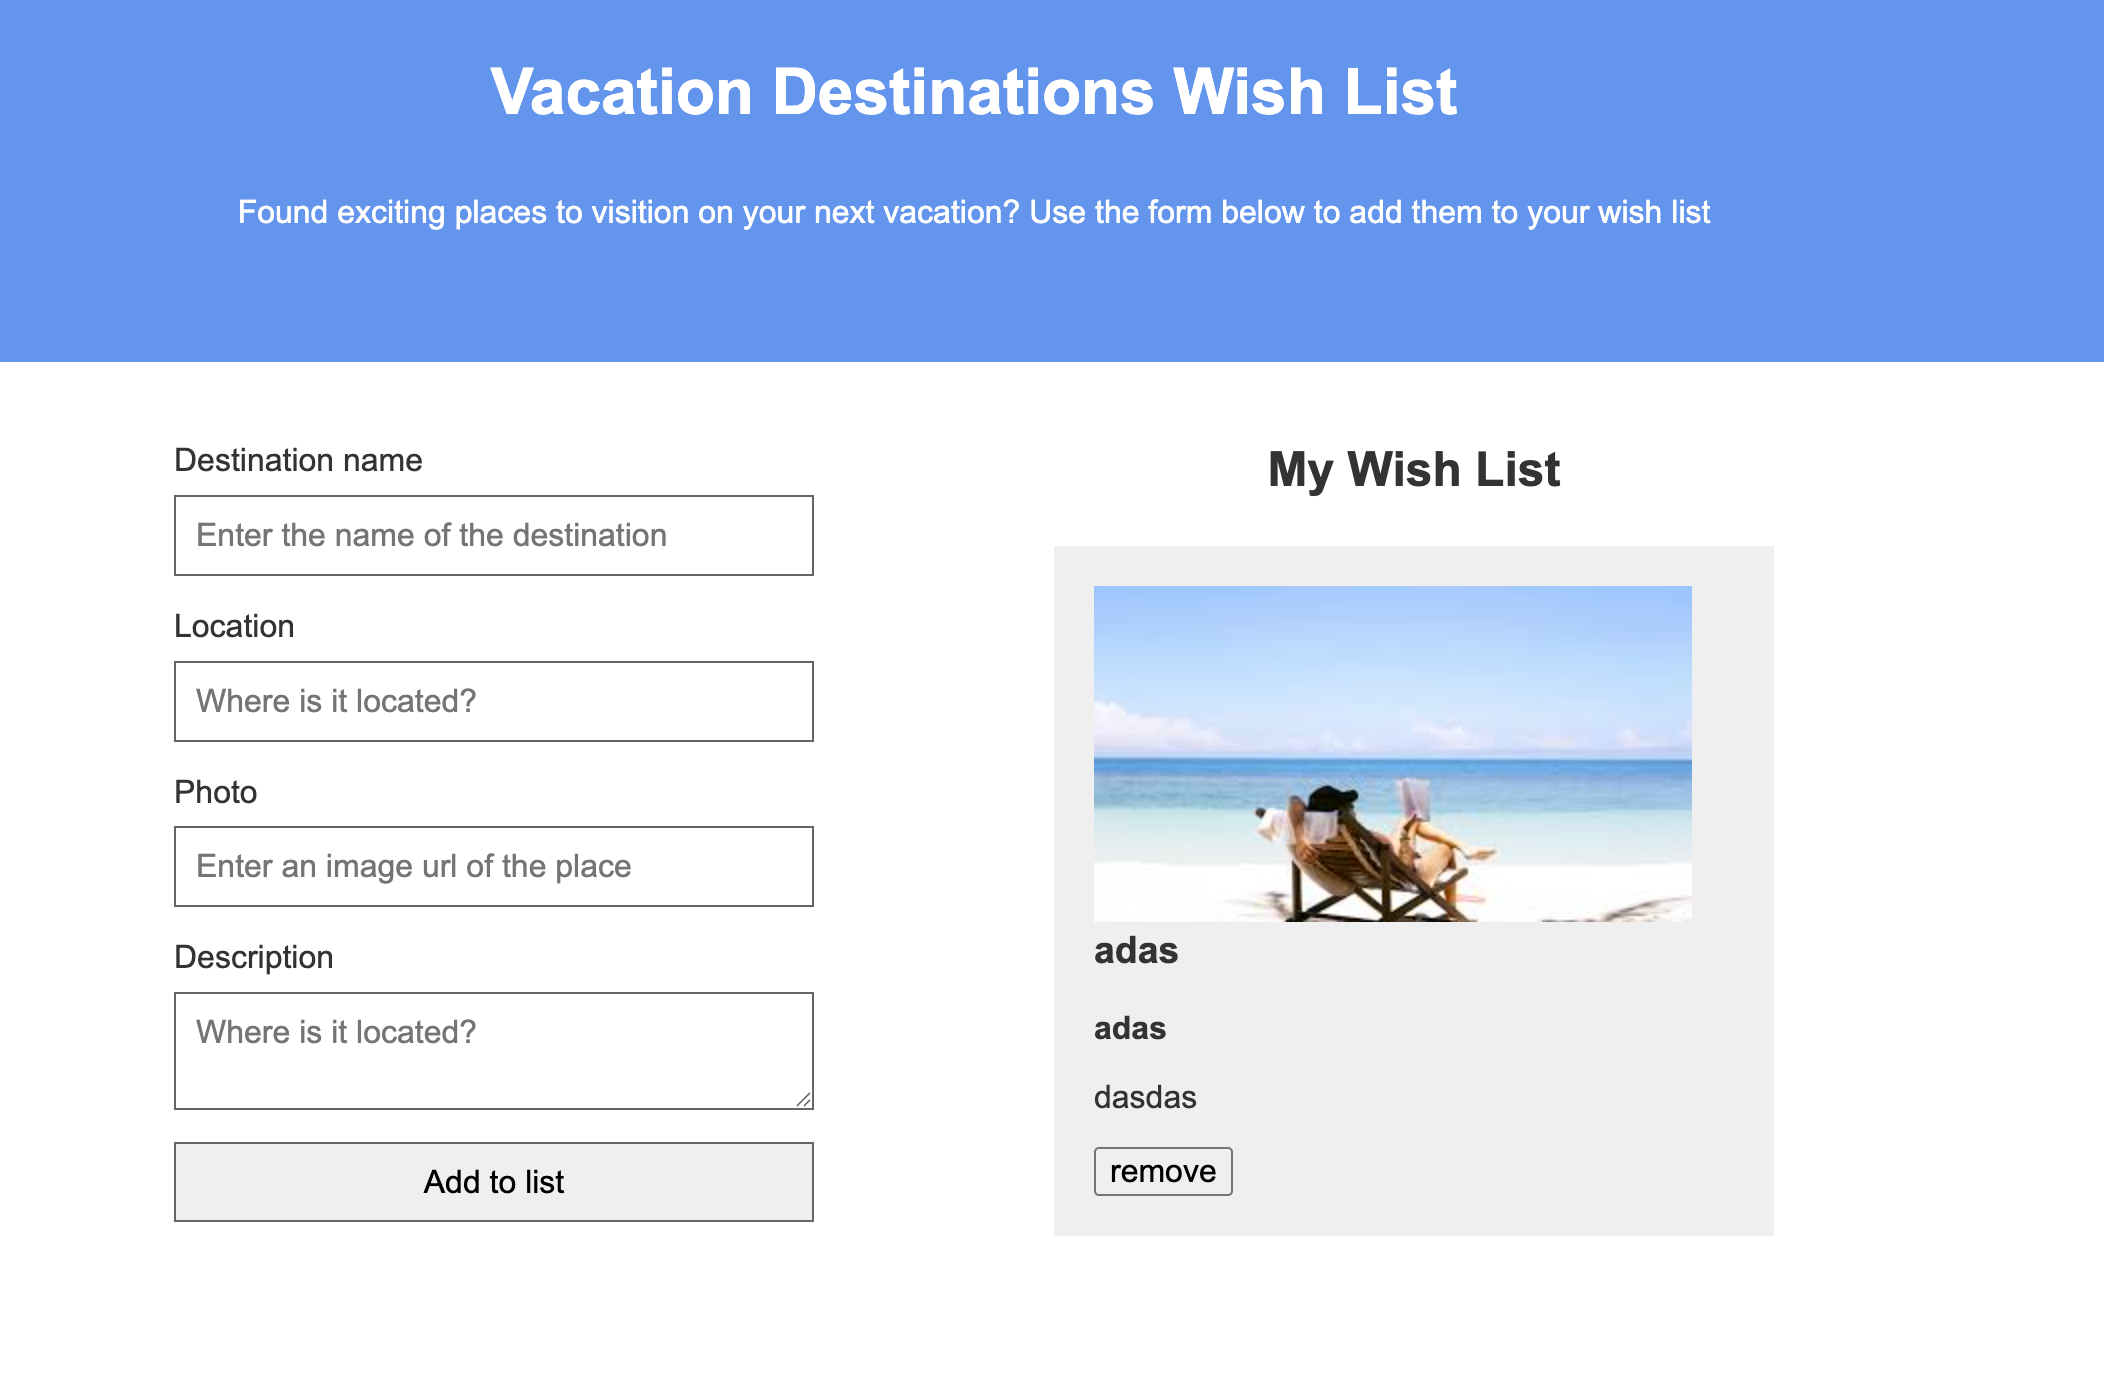 Vacation Destinations Wish List
Found exciting places to visition on your next vacation? Use the form below to add them to your wish list
Destination name
Enter the name of the destination
Location
Where is it located?
Photo
Enter an image url of the place
Description
Where is it located?
Add to list
My Wish List
adas
adas
dasdas
remove